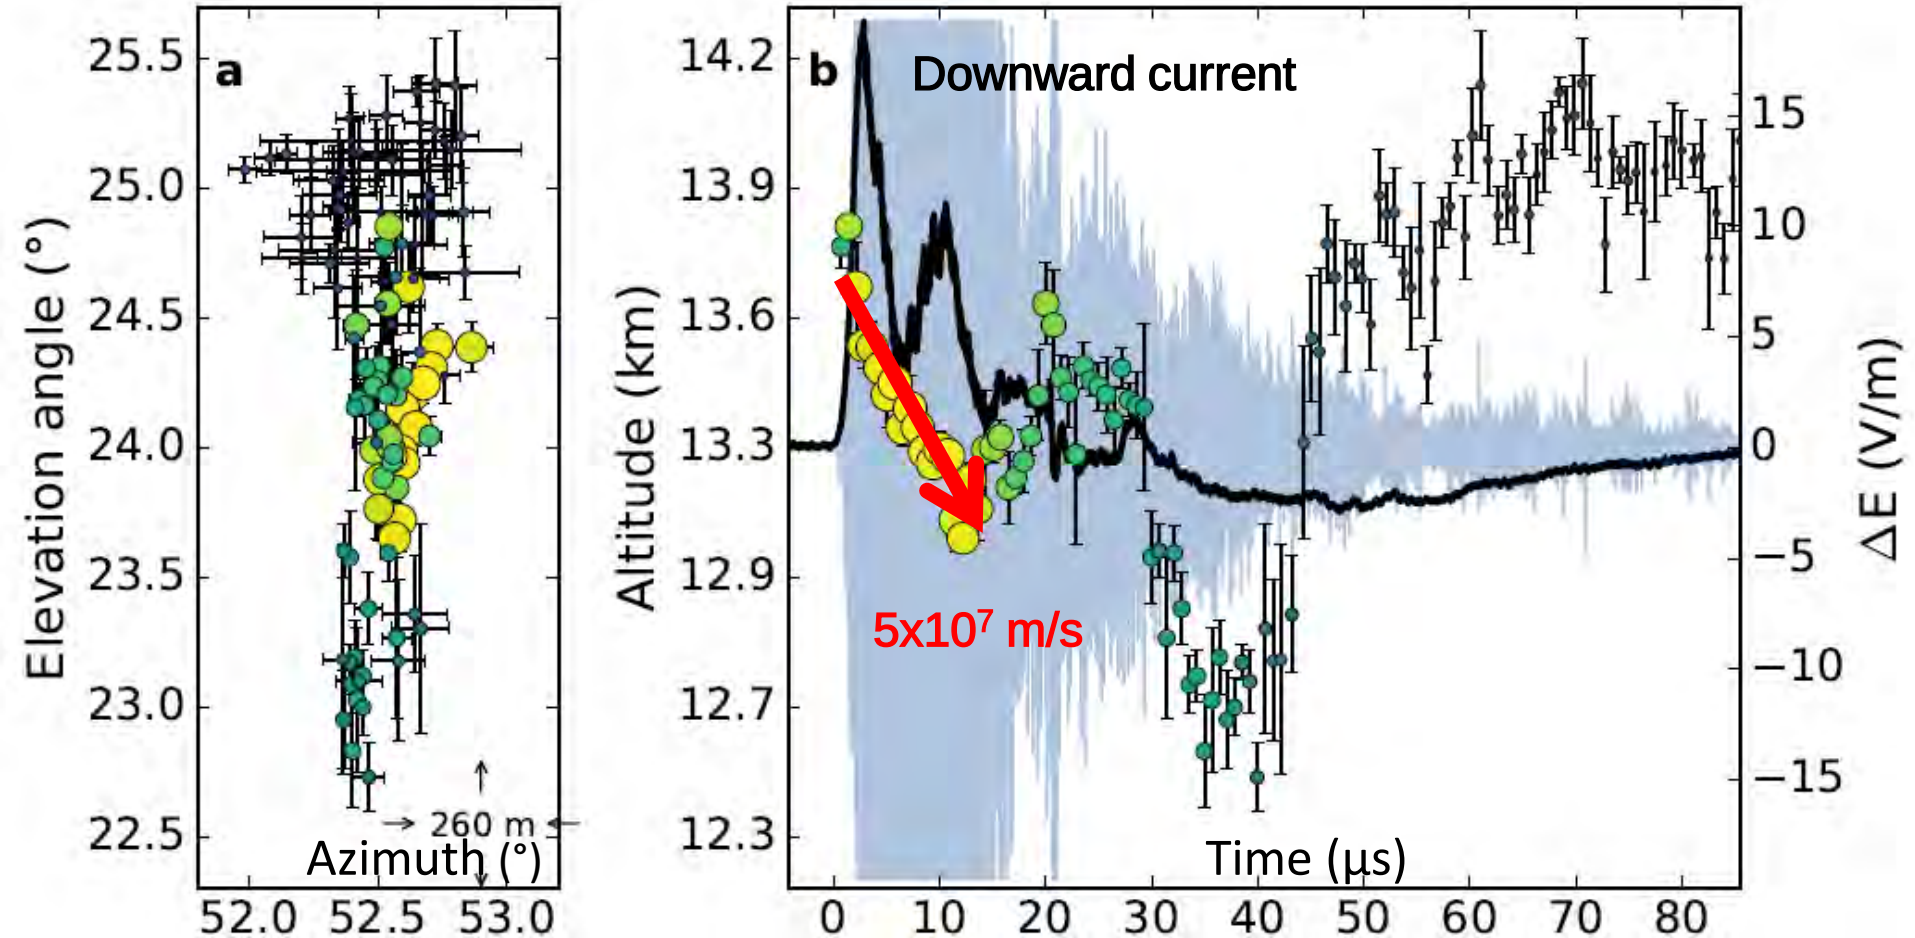 a
25.5
25.0
24.5
24.0
23.5
23.0
22.5
Elevation angle (°)
260 m
Azimuth (°)
52.0 52.5 53.0
b
Downward current
14.2
13.9
13.6
13.3
12.9
12.7
12.3
Altitude (km)
5x10⁷ m/s
Time (µs)
0 10 20 30 40 50 60 70 80
15
10
5
0
−5
−10
−15
ΔE (V/m)